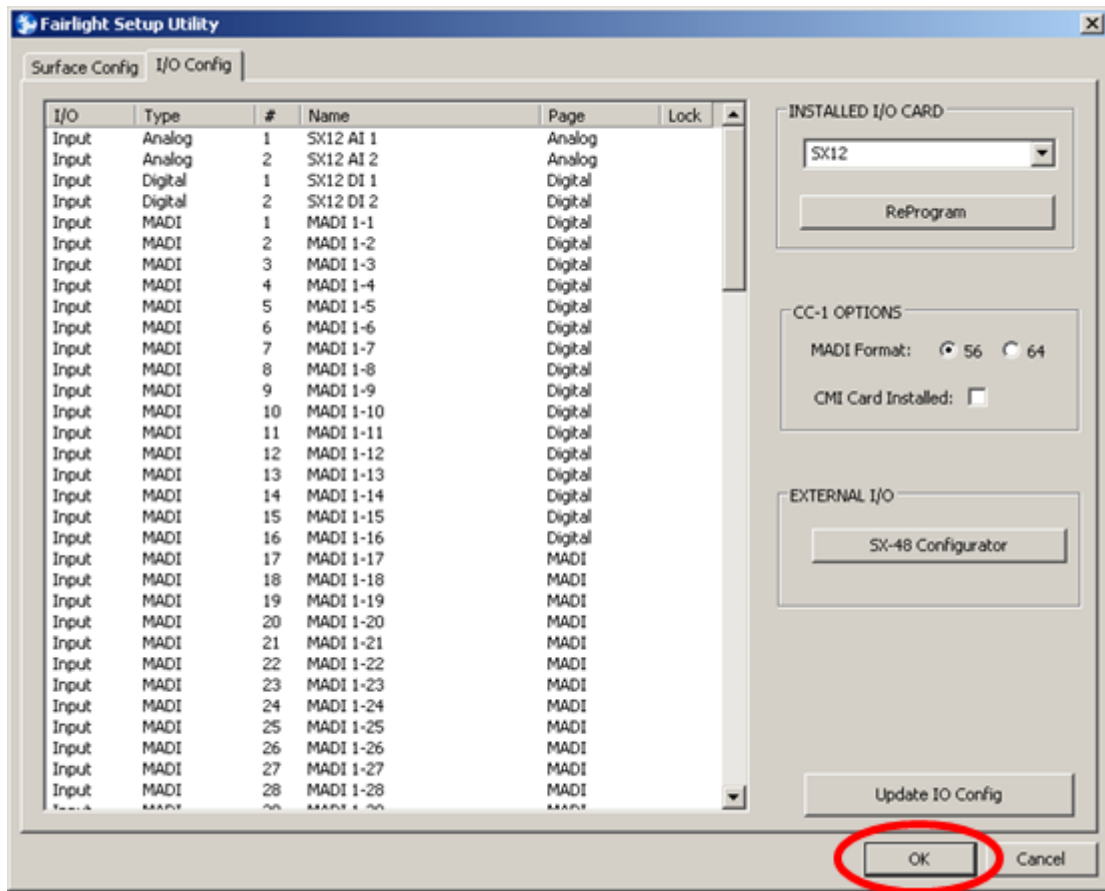 Fairlight Setup Utility
Surface Config I/O Config
I/O Type # Name Page Lock
Input Analog 1 SX12 AI 1 Analog
Input Analog 2 SX12 AI 2 Analog
Input Digital 1 SX12 DI 1 Digital
Input Digital 2 SX12 DI 2 Digital
Input MADI 1 MADI 1-1 Digital
Input MADI 2 MADI 1-2 Digital
Input MADI 3 MADI 1-3 Digital
Input MADI 4 MADI 1-4 Digital
Input MADI 5 MADI 1-5 Digital
Input MADI 6 MADI 1-6 Digital
Input MADI 7 MADI 1-7 Digital
Input MADI 8 MADI 1-8 Digital
Input MADI 9 MADI 1-9 Digital
Input MADI 10 MADI 1-10 Digital
Input MADI 11 MADI 1-11 Digital
Input MADI 12 MADI 1-12 Digital
Input MADI 13 MADI 1-13 Digital
Input MADI 14 MADI 1-14 Digital
Input MADI 15 MADI 1-15 Digital
Input MADI 16 MADI 1-16 Digital
Input MADI 17 MADI 1-17 MADI
Input MADI 18 MADI 1-18 MADI
Input MADI 19 MADI 1-19 MADI
Input MADI 20 MADI 1-20 MADI
Input MADI 21 MADI 1-21 MADI
Input MADI 22 MADI 1-22 MADI
Input MADI 23 MADI 1-23 MADI
Input MADI 24 MADI 1-24 MADI
Input MADI 25 MADI 1-25 MADI
Input MADI 26 MADI 1-26 MADI
Input MADI 27 MADI 1-27 MADI
Input MADI 28 MADI 1-28 MADI
INSTALLED I/O CARD
SX12
ReProgram
CC-1 OPTIONS
MADI Format: 56 64
CMI Card Installed:
EXTERNAL I/O
SX-48 Configurator
Update IO Config
OK Cancel